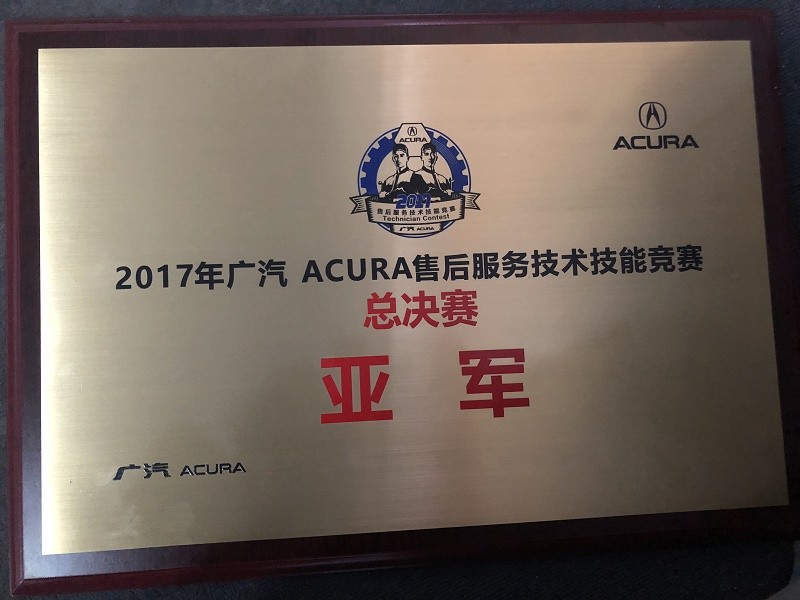 ACURA
ACURA
2017
售后服务技术技能竞赛
Technician Contest
广汽 ACURA
2017年广汽 ACURA售后服务技术技能竞赛
总决赛
亚 军
广汽 ACURA